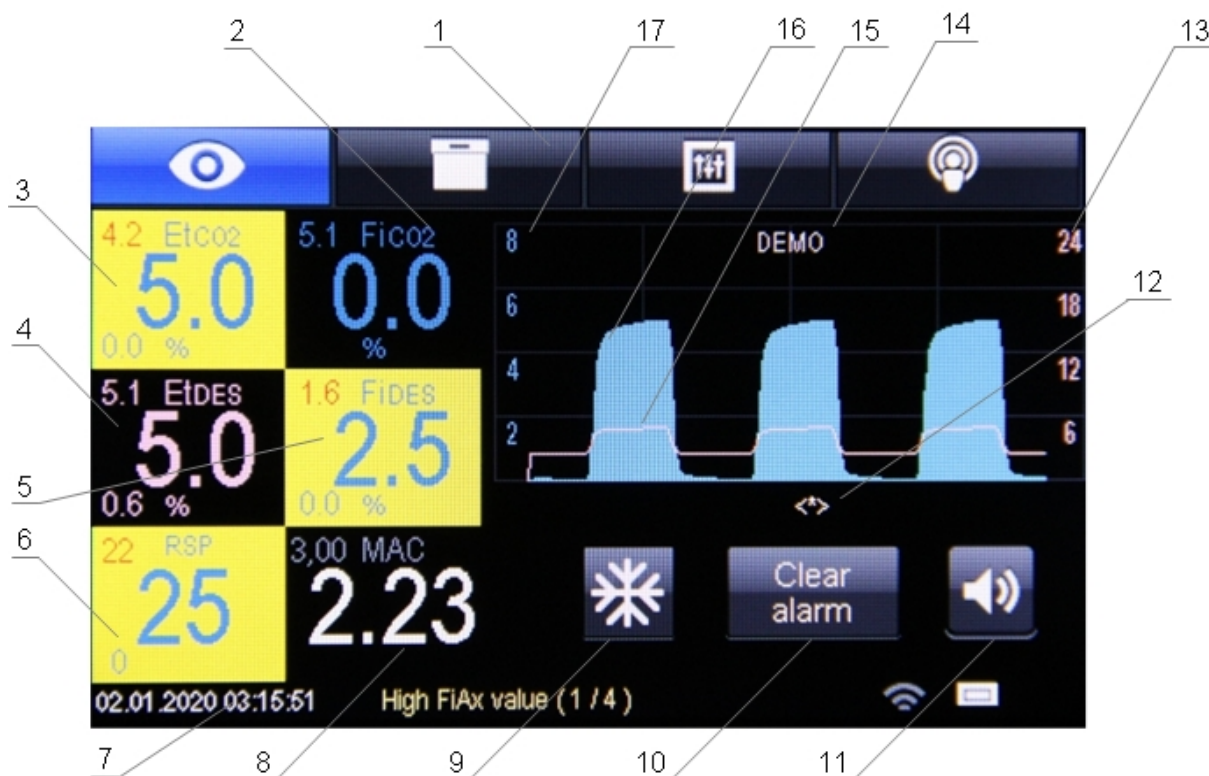 2 1 17 16 15 14 13
3 4.2 EtCO2 5.1 FiCO2 8 DEMO 24
5.0 0.0 6 18 12
4 0.0 % % 4 12
5.1 EtDES 1.6 FiDES 2 6
5.0 2.5
5 0.6 % 0.0 % <*>
6 22 RSP 3,00 MAC
25 2.23 Clear
alarm
0
02.01.2020 03:15:51 High FiAx value ( 1 / 4 )
7 8 9 10 11